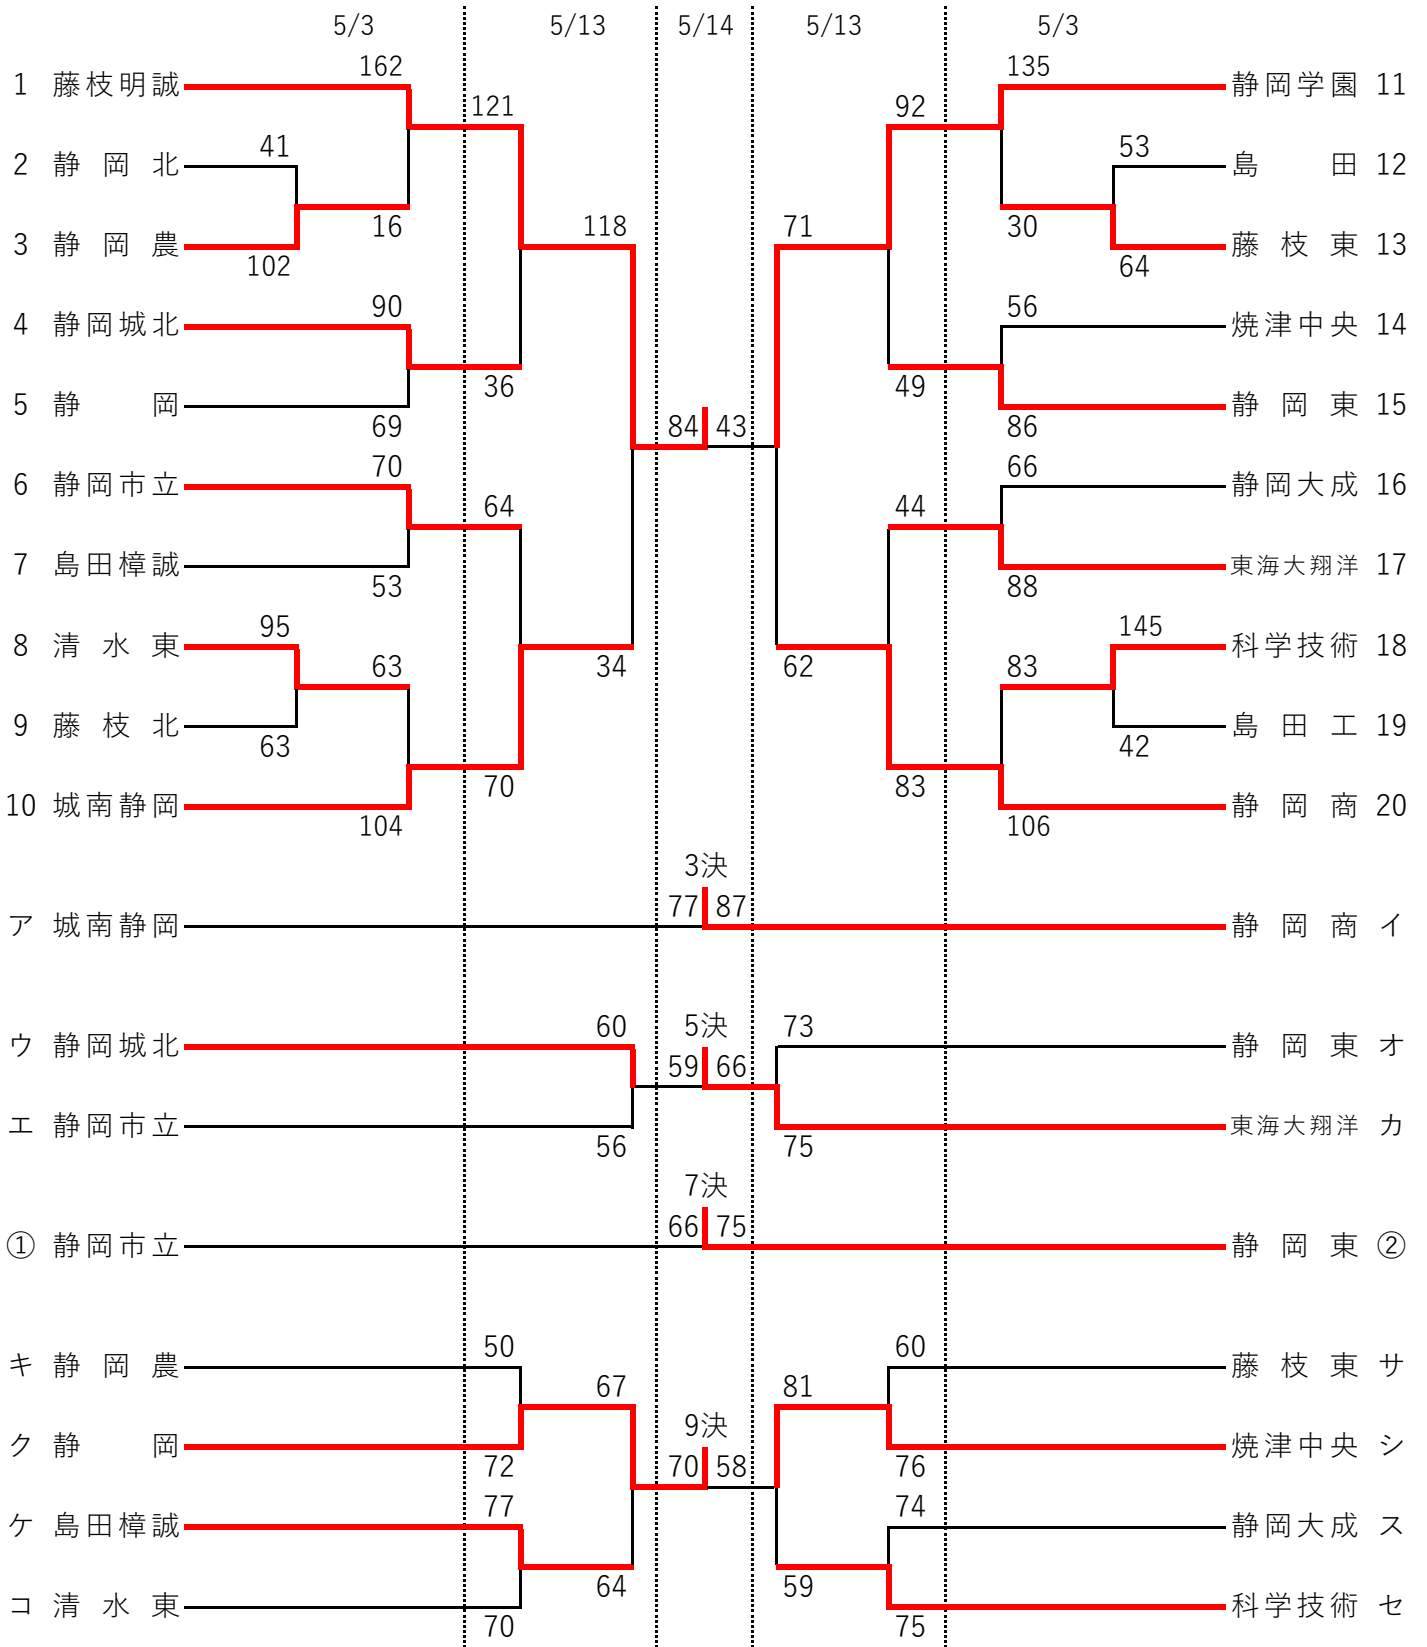 5/3 5/13 5/14 5/13 5/3
162 135
1 藤枝明誠 静岡学園 11
121 92
41 53
2 静岡北 島田 12
16 118 71 30
3 静岡農 藤枝東 13
102 64
90 56
4 静岡城北 静岡中央 14
36 49
5 静岡 静岡東 15
69 84 43 86
70 66
6 静岡市立 静岡大成 16
64 44
7 島田樟誠 東海大翔洋 17
53 88
95 145
8 清水東 科学技術 18
63 34 62 83
9 藤枝北 島田工 19
63 42
70 83
10 城南静岡 静岡商 20
104 106
3決
77 87
ア 城南静岡 静岡商 イ
60 5決 73
ウ 静岡城北 静岡東 オ
59 66
エ 静岡市立 東海大翔洋 カ
56 75
7決
66 75
① 静岡市立 静岡東 ②
50 60
キ 静岡農 藤枝東 サ
67 81
9決
ク 静岡 焼津中央 シ
72 70 58 76
77 74
ケ 島田樟誠 静岡大成 ス
64 59
コ 清水東 科学技術 セ
70 75